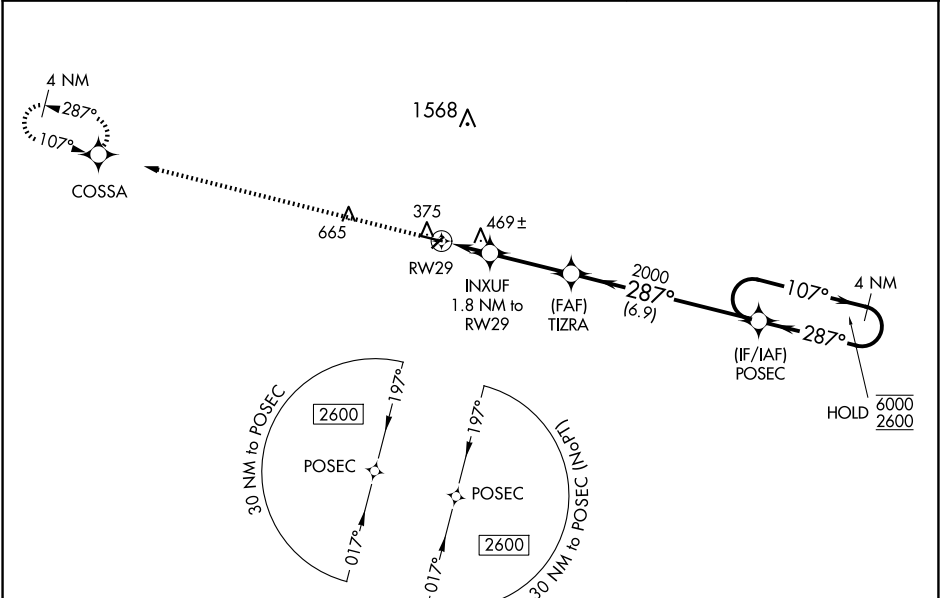 4 NM
287°
107°
COSSA
1568
665
375
469±
RW29
INXUF
1.8 NM to
RW29
(FAF)
TIZRA
2000
287°
(6.9)
107°
4 NM
287°
(IF/IAF)
POSEC
HOLD 6000
2600
30 NM to POSEC
2600
197°
POSEC
017°
197°
POSEC
30 NM to POSEC (NoPT)
2600
017°